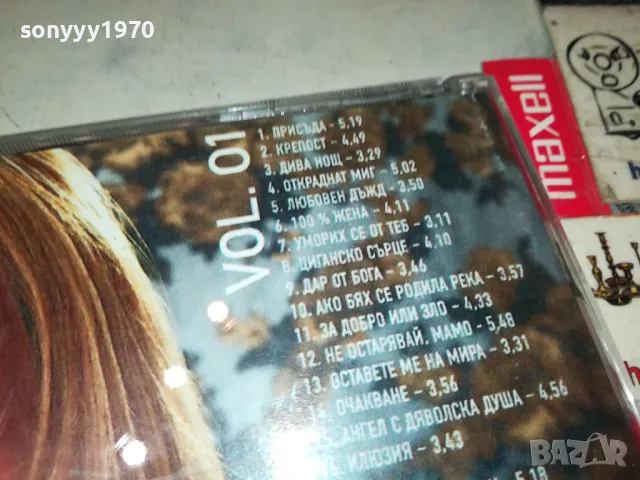 sonyyy1970
VOL. 01
1. ПРИСЪДА - 5,19
2. КРЕПОСТ - 4,49
3. ДИВА НОЩ - 3,29
4. ОТКРАДНАТ МИГ - 5,02
5. ЛЮБОВЕН ДЪЖД - 3,50
6. 100 % ЖЕНА - 4,11
7. УМОРИХ СЕ ОТ ТЕБ - 3,11
8. ЦИГАНСКО СЪРЦЕ - 4,10
9. ДАР ОТ БОГА - 3,46
10. АКО БЯХ СЕ РОДИЛА РЕКА - 3,57
11. ЗА ДОБРО ИЛИ ЗЛО - 4,33
12. НЕ ОСТАРЯВАЙ, МАМО - 5,48
13. ОСТАВЕТЕ МЕ НА МИРА - 3,31
14. ОЧАКВАНЕ - 3,56
15. АНГЕЛ С ДЯВОЛСКА ДУША - 4,56
ИЛЮЗИЯ - 3,43
5,18
maxell
BAZAR